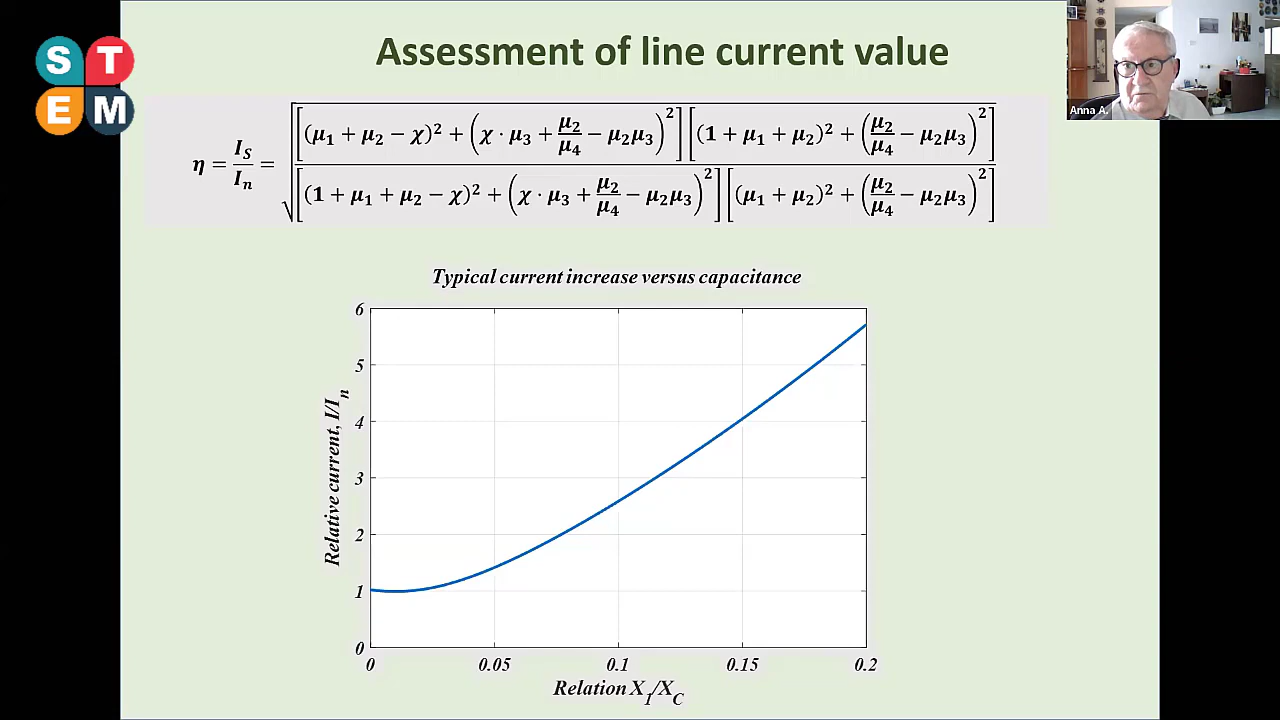 S T
E M
Assessment of line current value
Anna A.
η = I_S/I_n = √([(μ₁ + μ₂ − χ)² + (χ · μ₃ + μ₂/μ₄ − μ₂μ₃)²][(1 + μ₁ + μ₂)² + (μ₂/μ₄ − μ₂μ₃)²] / [(1 + μ₁ + μ₂ − χ)² + (χ · μ₃ + μ₂/μ₄ − μ₂μ₃)²][(μ₁ + μ₂)² + (μ₂/μ₄ − μ₂μ₃)²])
Typical current increase versus capacitance
Relative current, I/I_n
6
5
4
3
2
1
0
0 0.05 0.1 0.15 0.2
Relation X_1/X_C